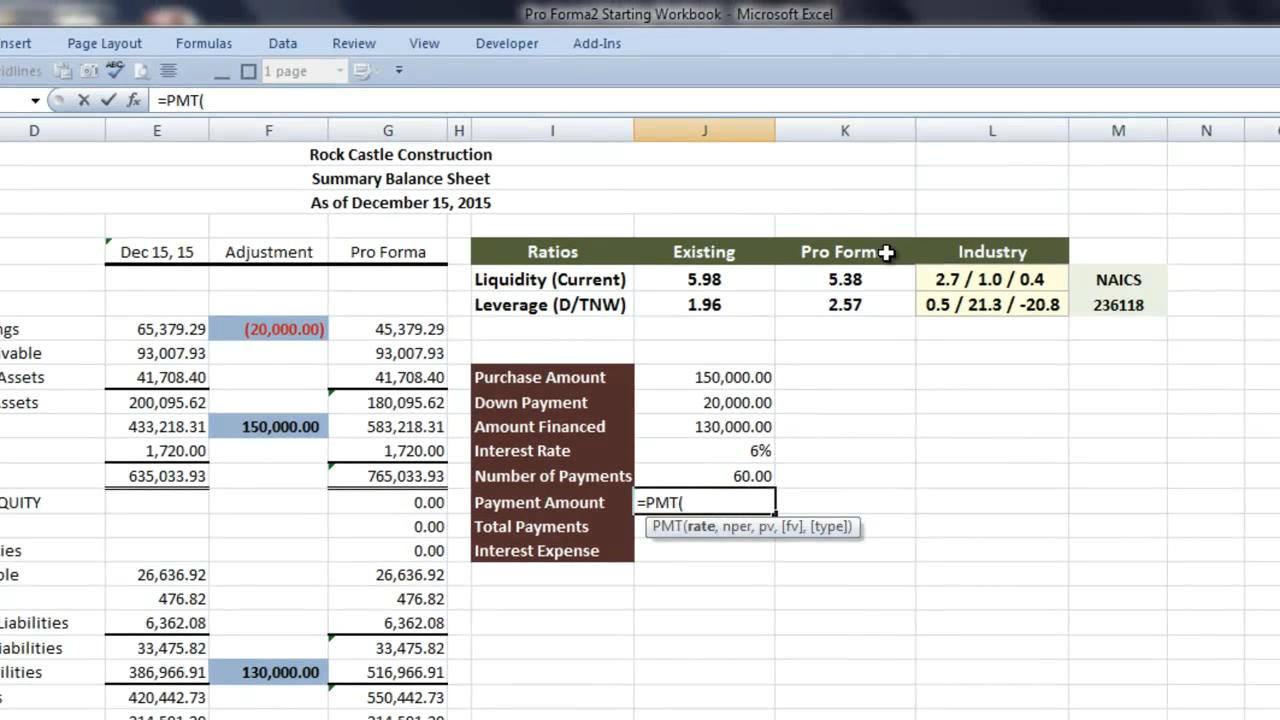 Pro Forma2 Starting Workbook - Microsoft Excel
nsert Page Layout Formulas Data Review View Developer Add-Ins
idlines ABC 1 page
fx =PMT(
D E F G H I J K L M N
Rock Castle Construction
Summary Balance Sheet
As of December 15, 2015
Dec 15, 15 Adjustment Pro Forma Ratios Existing Pro Form Industry
Liquidity (Current) 5.98 5.38 2.7 / 1.0 / 0.4 NAICS
Leverage (D/TNW) 1.96 2.57 0.5 / 21.3 / -20.8 236118
ngs 65,379.29 (20,000.00) 45,379.29
ivable 93,007.93 93,007.93
Assets 41,708.40 41,708.40 Purchase Amount 150,000.00
ssets 200,095.62 180,095.62 Down Payment 20,000.00
433,218.31 150,000.00 583,218.31 Amount Financed 130,000.00
1,720.00 1,720.00 Interest Rate 6%
635,033.93 765,033.93 Number of Payments 60.00
QUITY 0.00 Payment Amount =PMT(
0.00 Total Payments PMT(rate, nper, pv, [fv], [type])
ies 0.00 Interest Expense
ble 26,636.92 26,636.92
476.82 476.82
Liabilities 6,362.08 6,362.08
iabilities 33,475.82 33,475.82
ilities 386,966.91 130,000.00 516,966.91
s 420,442.73 550,442.73